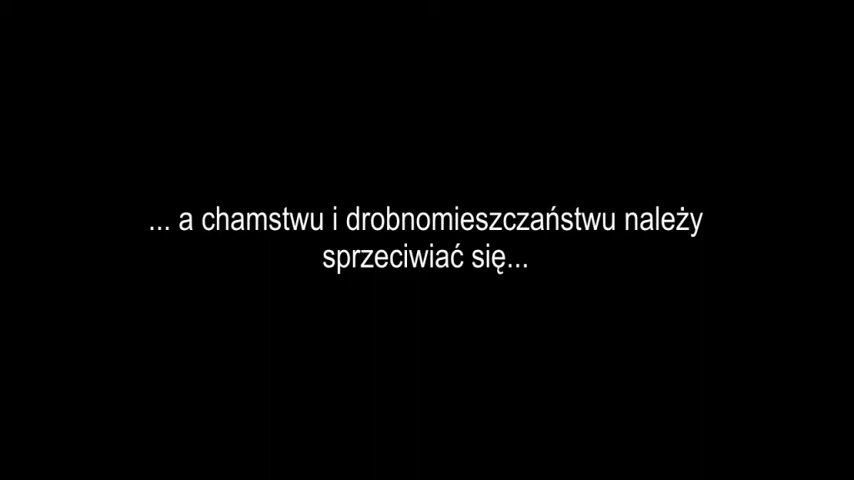 ... a chamstwu i drobnomieszczaństwu należy
sprzeciwiać się...